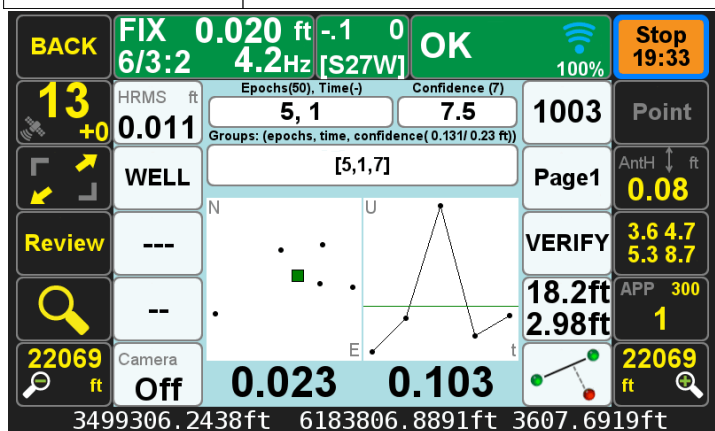 BACK
FIX 0.020 ft
6/3:2 4.2Hz
-.1 0
[S27W]
OK
100%
Stop
19:33
13
+0
HRMS ft
0.011
Epochs(50), Time(-)
5, 1
Confidence (7)
7.5
1003
Point
Groups: (epochs, time, confidence( 0.131/ 0.23 ft))
[5,1,7]
WELL
Page1
AntH ft
0.08
Review
---
N
E
U
t
VERIFY
3.6 4.7
5.3 8.7
--
18.2ft
2.98ft
APP 300
1
22069
ft
Camera
Off
0.023
0.103
22069
ft
3499306.2438ft 6183806.8891ft 3607.6919ft